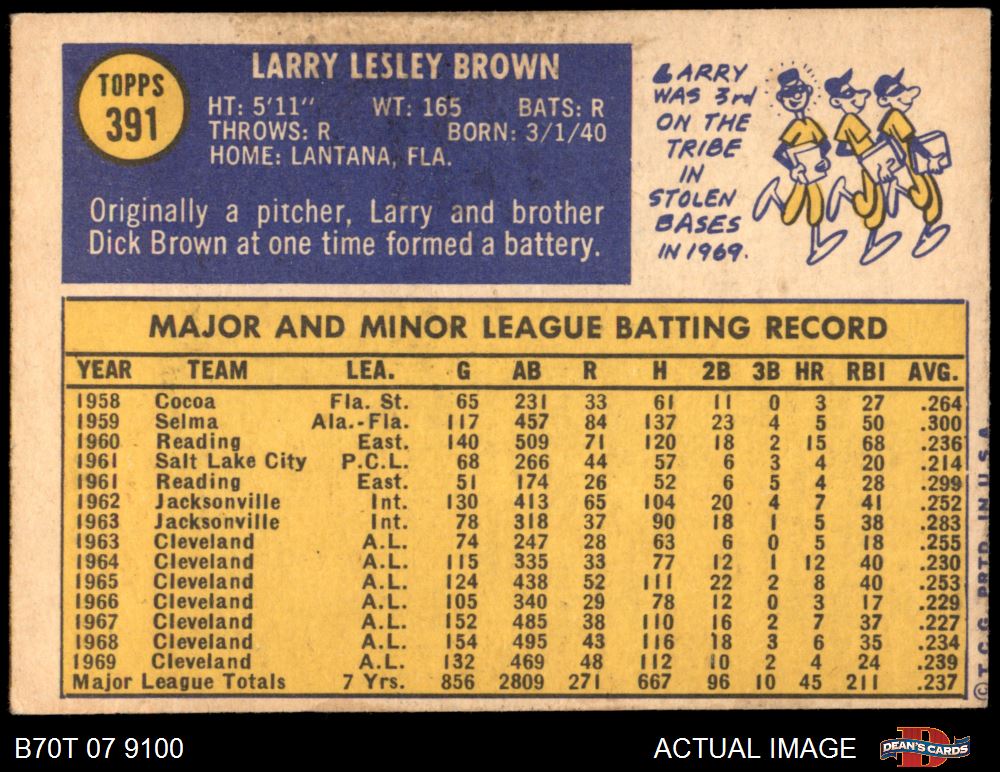 TOPPS
391
LARRY LESLEY BROWN
HT: 5'11" WT: 165 BATS: R
THROWS: R BORN: 3/1/40
HOME: LANTANA, FLA.
Originally a pitcher, Larry and brother
Dick Brown at one time formed a battery.
LARRY
WAS 3rd
ON THE
TRIBE
IN
STOLEN
BASES
IN 1969.
MAJOR AND MINOR LEAGUE BATTING RECORD
YEAR TEAM LEA. G AB R H 2B 3B HR RBI AVG.
1958 Cocoa Fla. St. 65 231 33 61 11 0 3 27 .264
1959 Selma Ala.-Fla. 117 457 84 137 23 4 5 50 .300
1960 Reading East. 140 509 71 120 18 2 15 68 .236
1961 Salt Lake City P.C.L. 68 266 44 57 6 3 4 20 .214
1961 Reading East. 51 174 26 52 6 5 4 28 .299
1962 Jacksonville Int. 130 413 65 104 20 4 7 41 .252
1963 Jacksonville Int. 78 318 37 90 18 1 5 38 .283
1963 Cleveland A.L. 74 247 28 63 6 0 5 18 .255
1964 Cleveland A.L. 115 335 33 77 12 1 12 40 .230
1965 Cleveland A.L. 124 438 52 111 22 2 8 40 .253
1966 Cleveland A.L. 105 340 29 78 12 0 3 17 .229
1967 Cleveland A.L. 152 485 38 110 16 2 7 37 .227
1968 Cleveland A.L. 154 495 43 116 18 3 6 35 .234
1969 Cleveland A.L. 132 469 48 112 10 2 4 24 .239
Major League Totals 7 Yrs. 856 2809 271 667 96 10 45 211 .237
© T.C.G. PRTD. IN U.S.A.
B70T 07 9100
ACTUAL IMAGE
D
DEAN'S CARDS